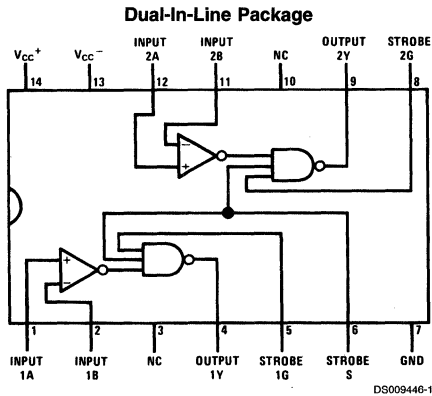 Dual-In-Line Package
VCC+ VCC− INPUT 2A INPUT 2B NC OUTPUT 2Y STROBE 2G
14 13 12 11 10 9 8
−
+
+
−
1 2 3 4 5 6 7
INPUT 1A INPUT 1B NC OUTPUT 1Y STROBE 1G STROBE S GND
DS009446-1